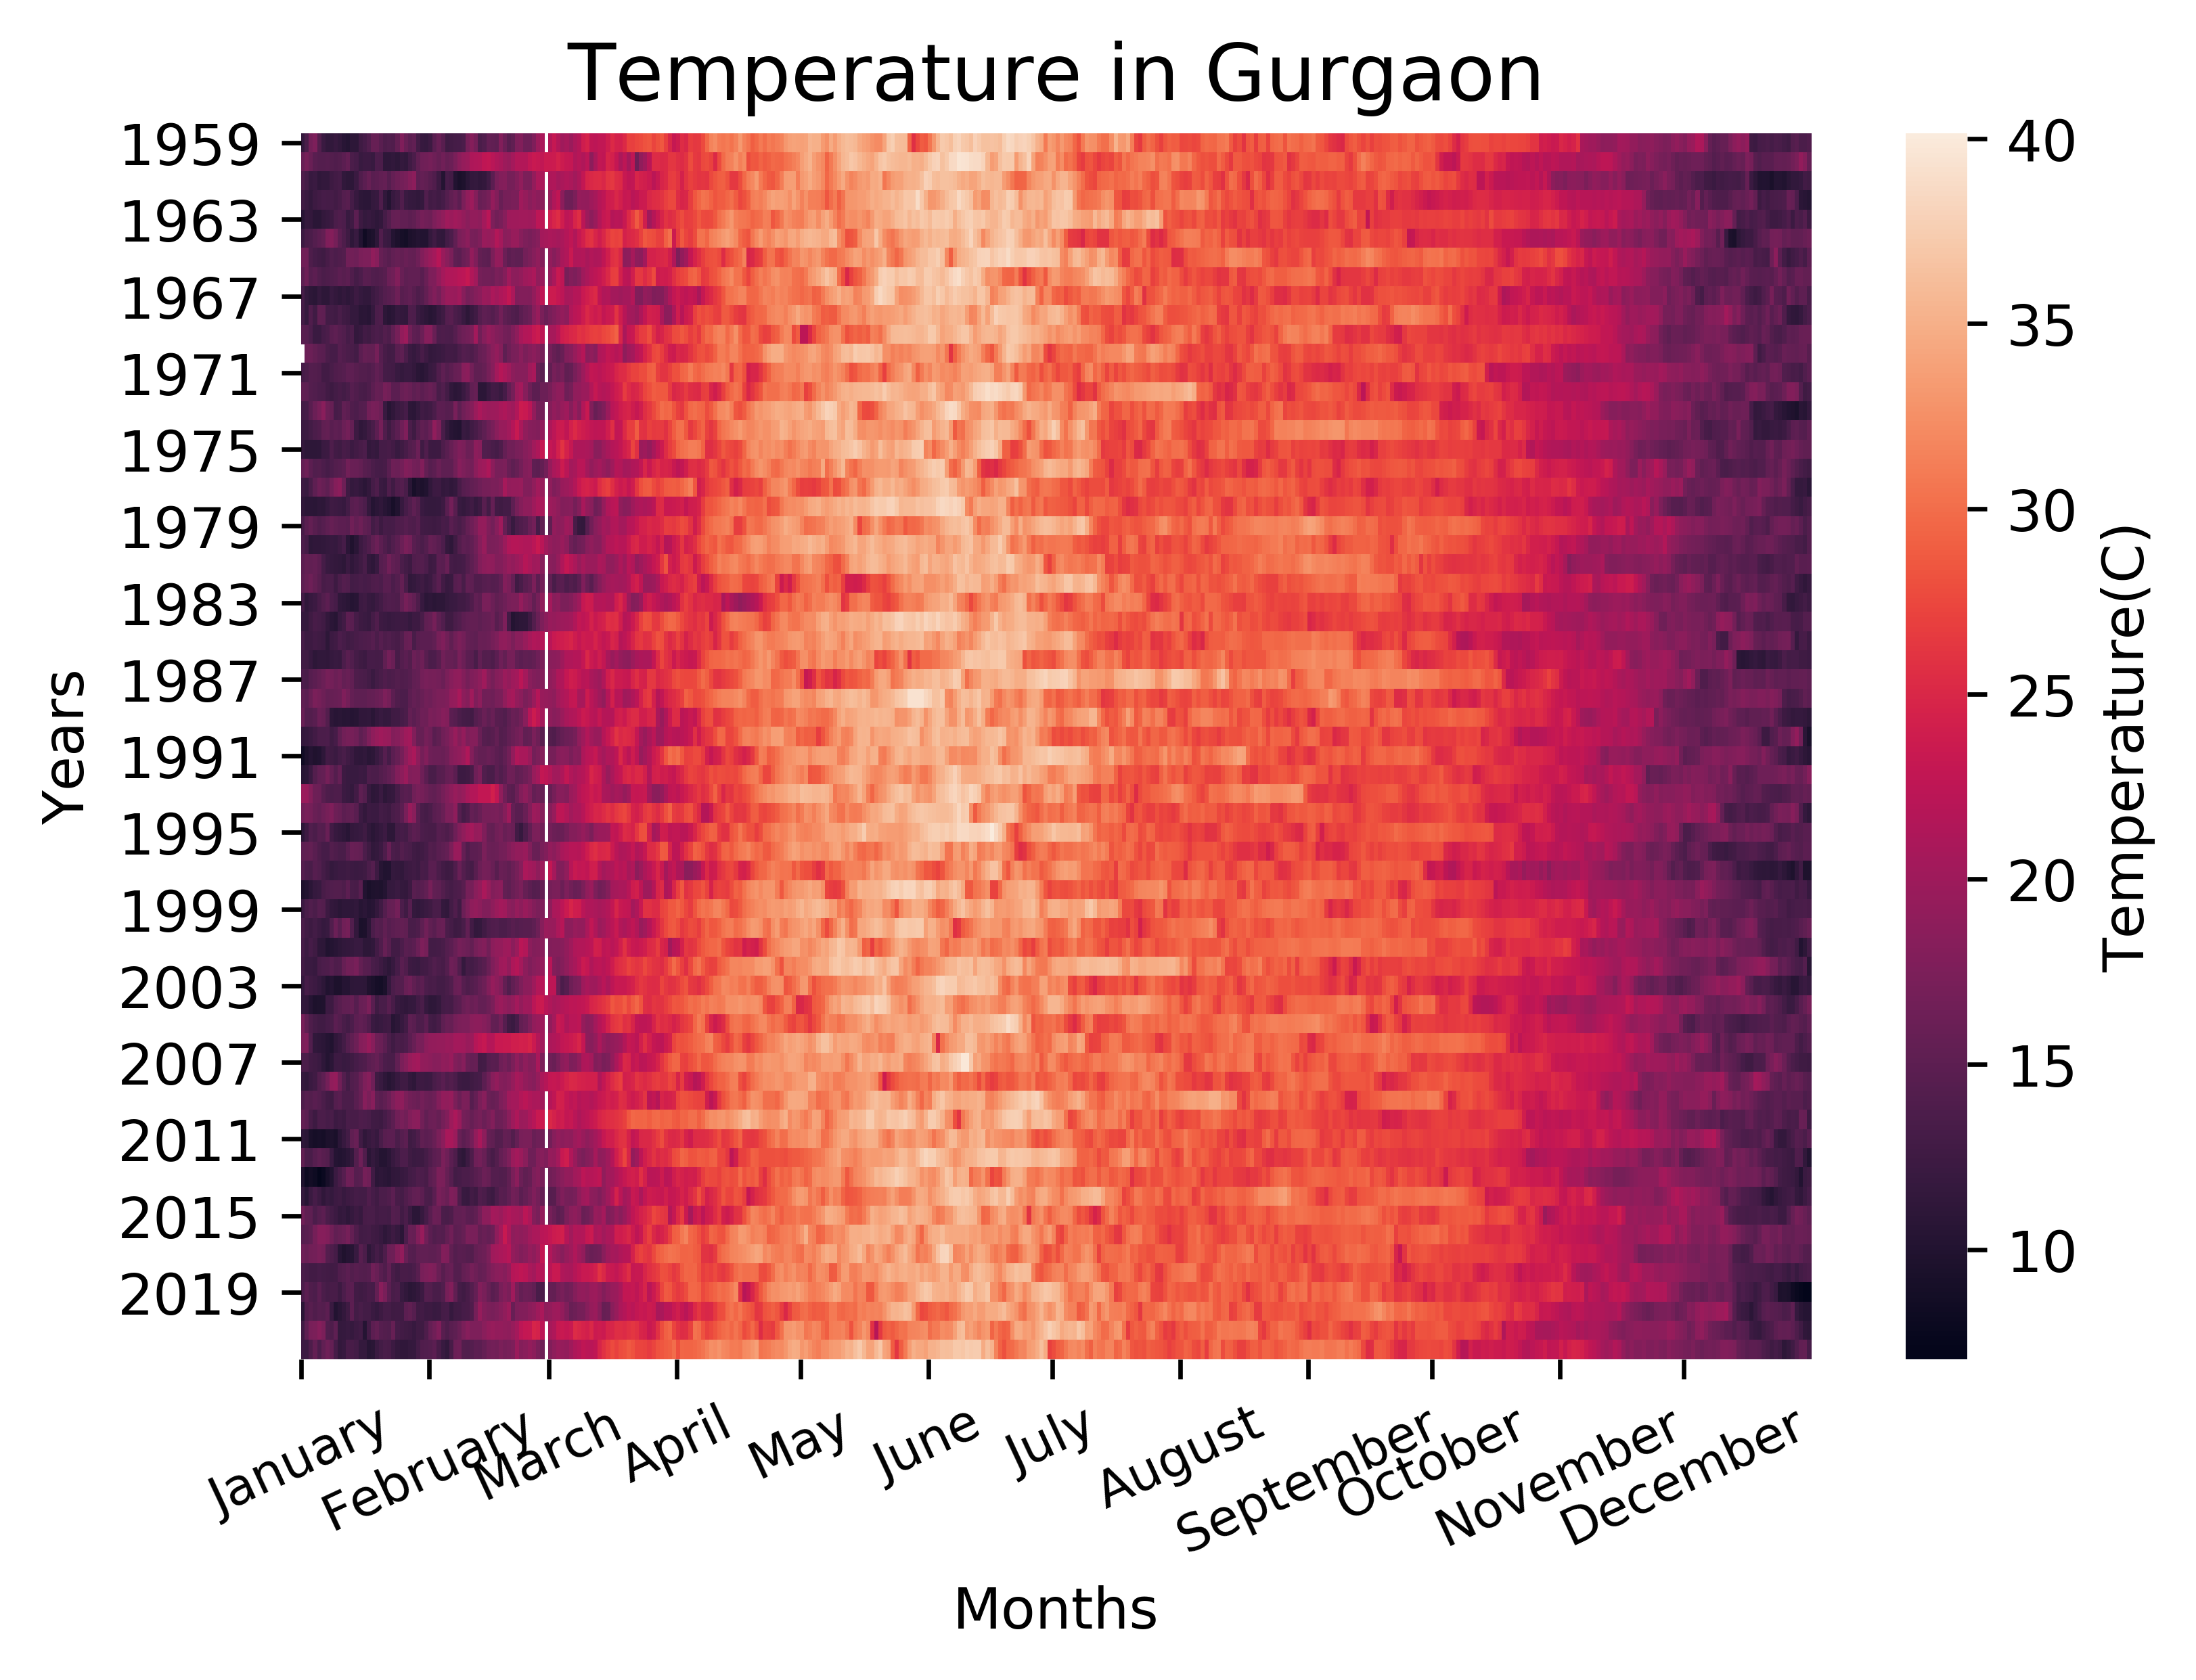 Temperature in Gurgaon
Years
1959
1963
1967
1971
1975
1979
1983
1987
1991
1995
1999
2003
2007
2011
2015
2019
January
February
March
April
May
June
July
August
September
October
November
December
Months
40
35
30
25
20
15
10
Temperature(C)